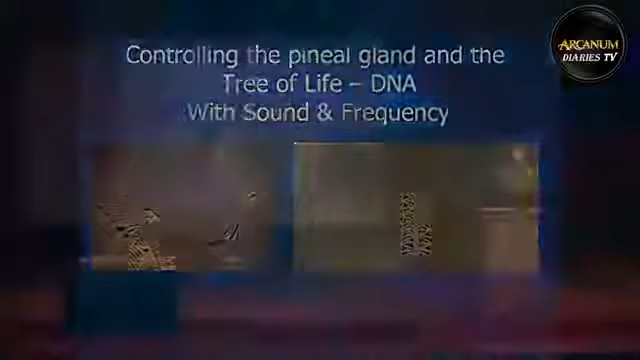 Controlling the pineal gland and the
Tree of Life – DNA
With Sound & Frequency
ARCANUM
DIARIES TV